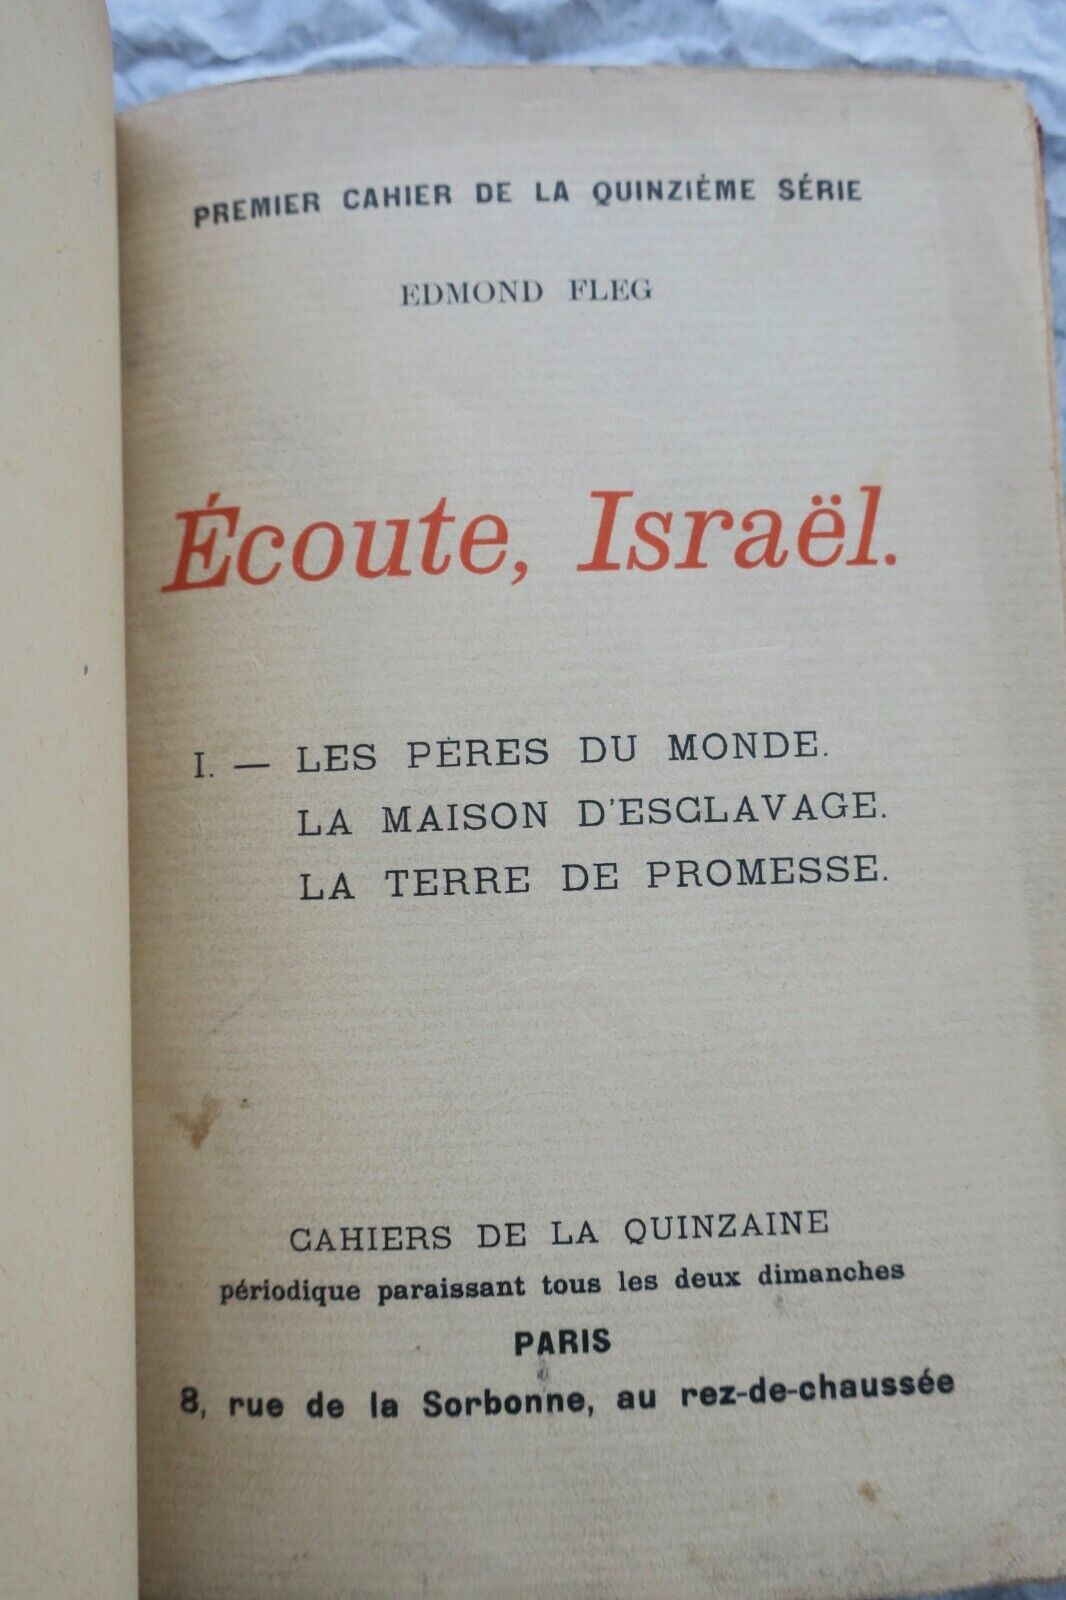 PREMIER CAHIER DE LA QUINZIÈME SÉRIE
EDMOND FLEG
Écoute, Israël.
I. — LES PÈRES DU MONDE.
LA MAISON D'ESCLAVAGE.
LA TERRE DE PROMESSE.
CAHIERS DE LA QUINZAINE
périodique paraissant tous les deux dimanches
PARIS
8, rue de la Sorbonne, au rez-de-chaussée